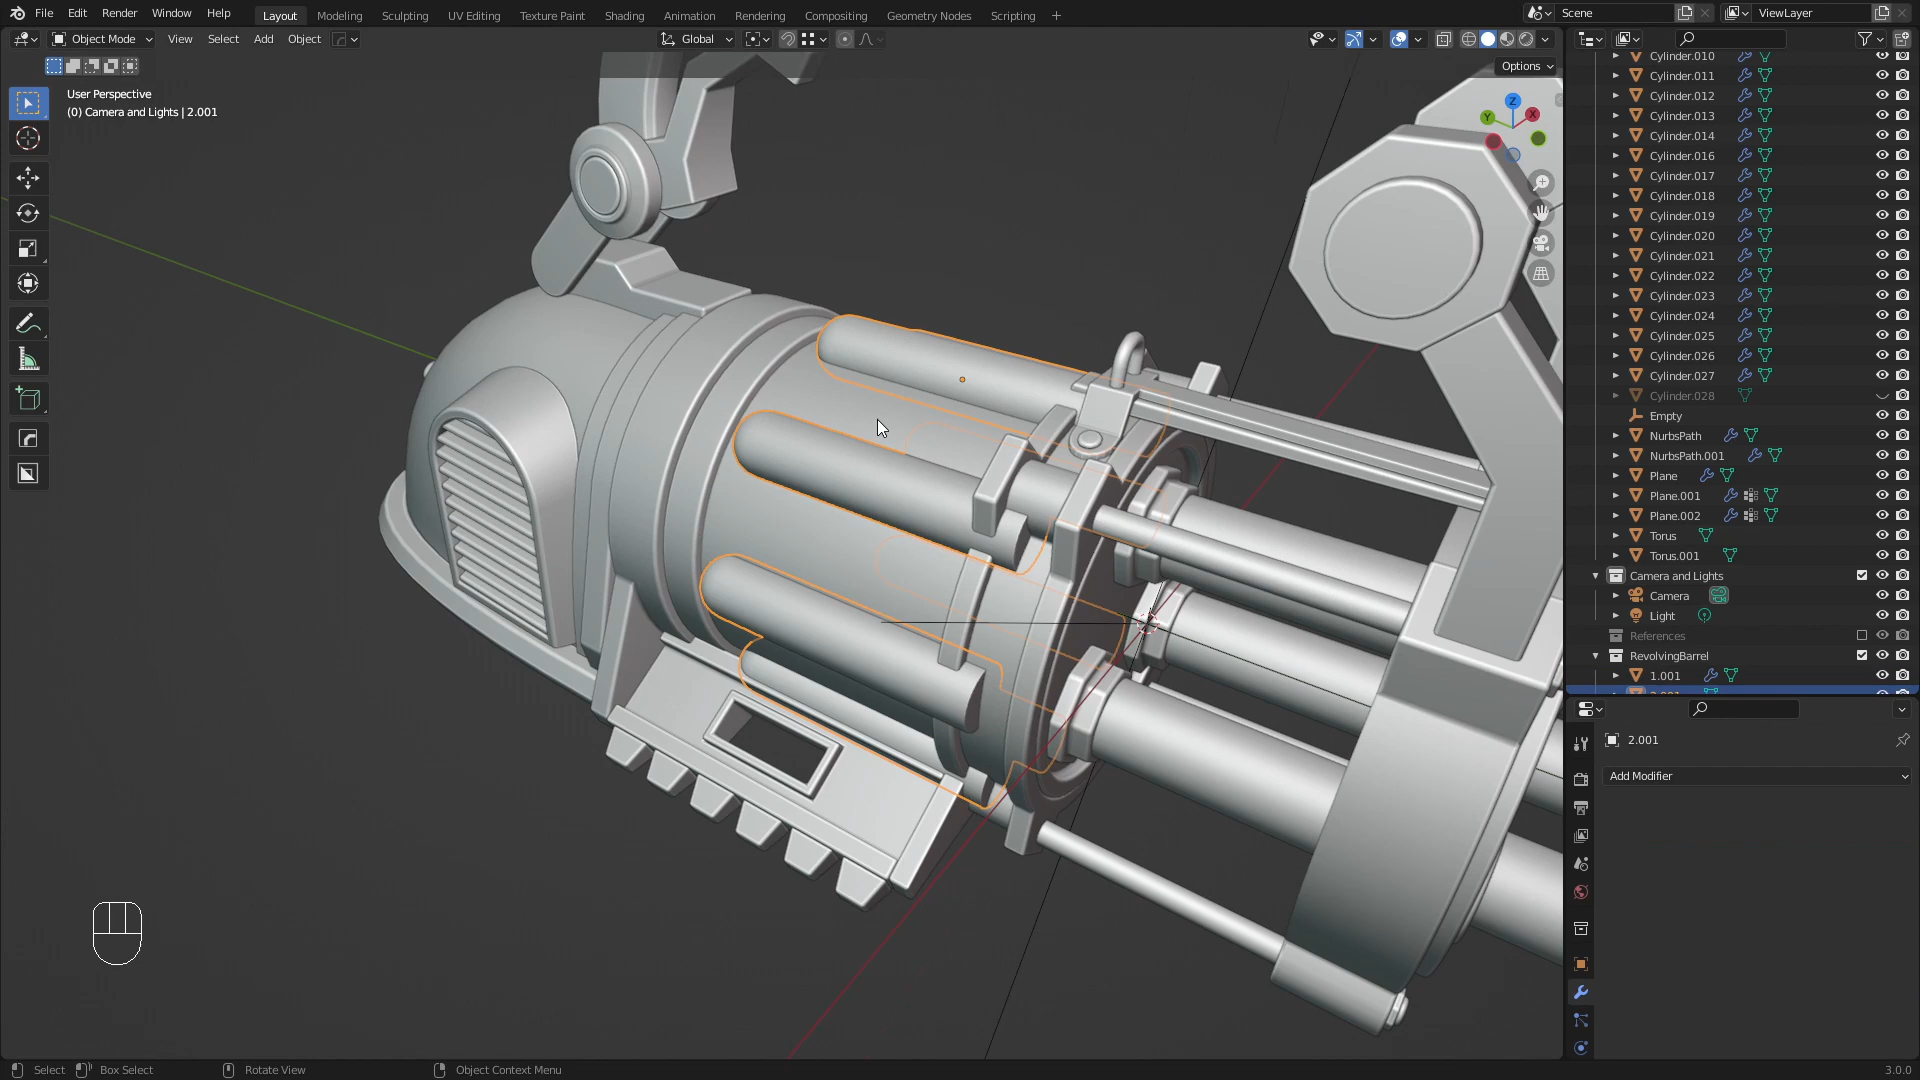 File Edit Render Window Help Layout Modeling Sculpting UV Editing Texture Paint Shading Animation Rendering Compositing Geometry Nodes Scripting + Scene ViewLayer
Object Mode View Select Add Object Global
Options
User Perspective
(0) Camera and Lights | 2.001
Z
Y X
Cylinder.010
Cylinder.011
Cylinder.012
Cylinder.013
Cylinder.014
Cylinder.016
Cylinder.017
Cylinder.018
Cylinder.019
Cylinder.020
Cylinder.021
Cylinder.022
Cylinder.023
Cylinder.024
Cylinder.025
Cylinder.026
Cylinder.027
Cylinder.028
Empty
NurbsPath
NurbsPath.001
Plane
Plane.001
Plane.002
Torus
Torus.001
Camera and Lights
Camera
Light
References
RevolvingBarrel
1.001
2.001
Add Modifier
Select Box Select Rotate View Object Context Menu 3.0.0